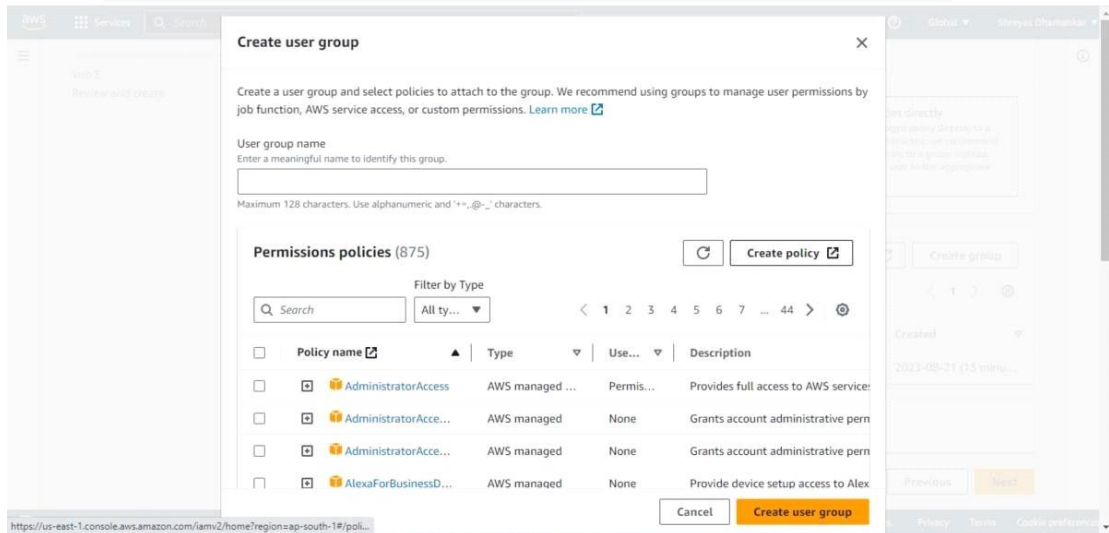 aws Services Search Global Shreyas Dhamankar
Create user group
Create a user group and select policies to attach to the group. We recommend using groups to manage user permissions by
job function, AWS service access, or custom permissions. Learn more
User group name
Enter a meaningful name to identify this group.
Maximum 128 characters. Use alphanumeric and '+=,.@-_' characters.
Permissions policies (875)
Create policy
Filter by Type
Search All ty...
1 2 3 4 5 6 7 ... 44
Policy name Type Use... Description
AdministratorAccess AWS managed ... Permis... Provides full access to AWS services
AdministratorAcce... AWS managed None Grants account administrative perm
AdministratorAcce... AWS managed None Grants account administrative perm
AlexaForBusinessD... AWS managed None Provide device setup access to Alex
Cancel Create user group
Review and create
Create group
1
Created
Previous Next
Privacy Terms Cookie preferences
https://us-east-1.console.aws.amazon.com/iamv2/home?region=ap-south-1#/poli...